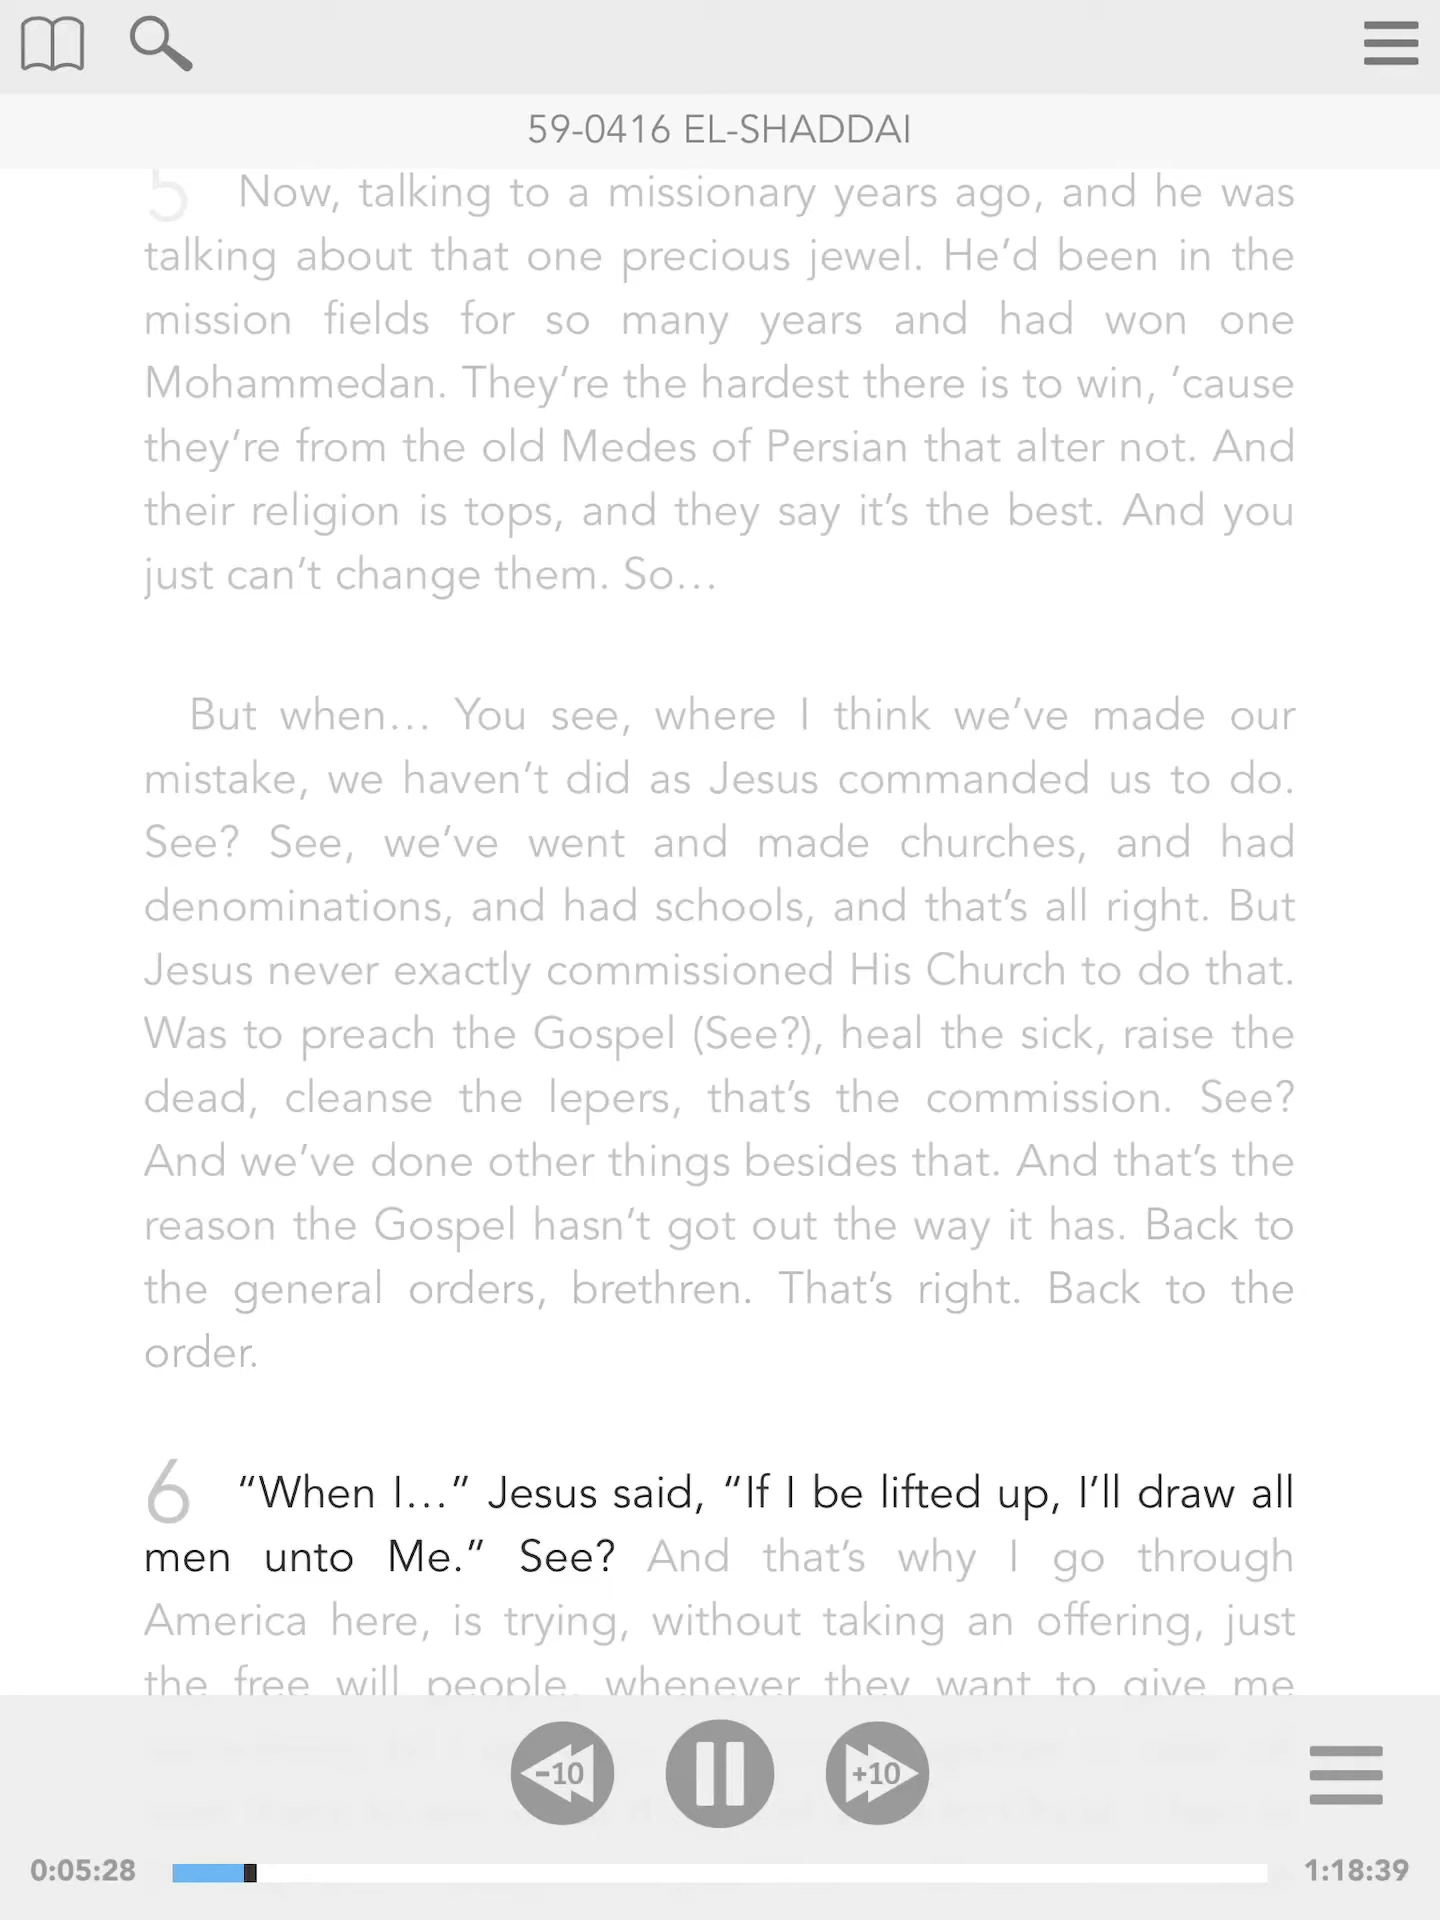 59-0416 EL-SHADDAI
5 Now, talking to a missionary years ago, and he was
talking about that one precious jewel. He’d been in the
mission fields for so many years and had won one
Mohammedan. They’re the hardest there is to win, ’cause
they’re from the old Medes of Persian that alter not. And
their religion is tops, and they say it’s the best. And you
just can’t change them. So…
But when… You see, where I think we’ve made our
mistake, we haven’t did as Jesus commanded us to do.
See? See, we’ve went and made churches, and had
denominations, and had schools, and that’s all right. But
Jesus never exactly commissioned His Church to do that.
Was to preach the Gospel (See?), heal the sick, raise the
dead, cleanse the lepers, that’s the commission. See?
And we’ve done other things besides that. And that’s the
reason the Gospel hasn’t got out the way it has. Back to
the general orders, brethren. That’s right. Back to the
order.
6 “When I…” Jesus said, “If I be lifted up, I’ll draw all
men unto Me.” See? And that’s why I go through
America here, is trying, without taking an offering, just
the free will people, whenever they want to give me
-10 +10
0:05:28 1:18:39